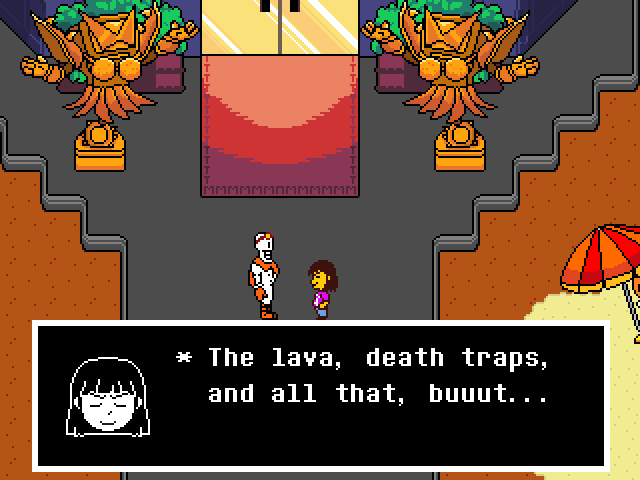 * The lava, death traps,
and all that, buuut...